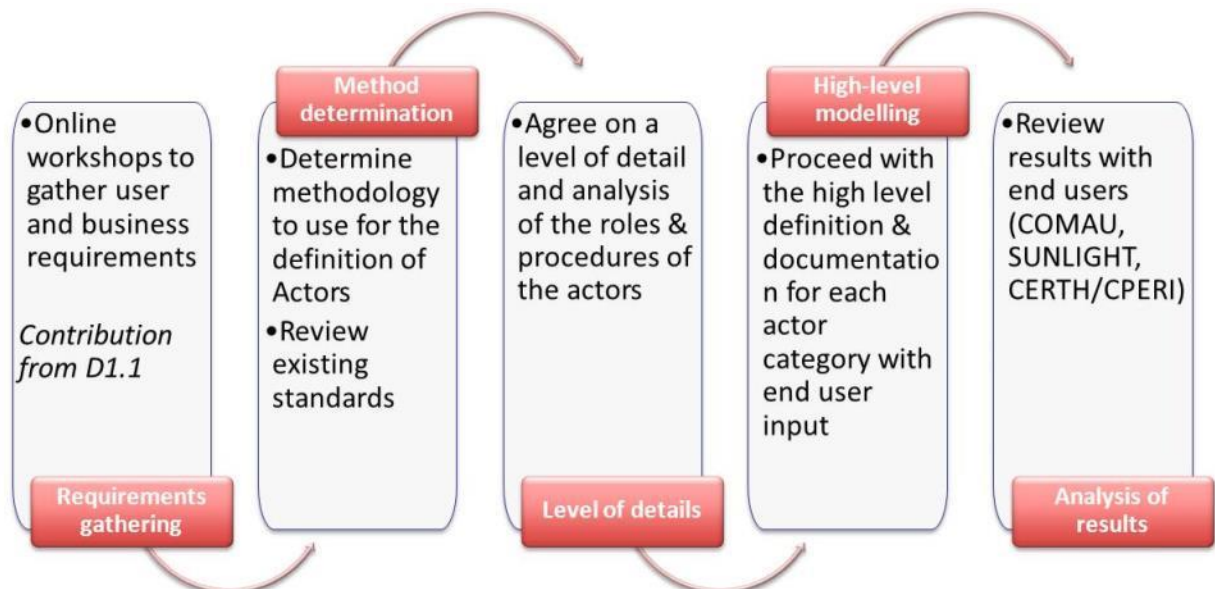 •Online
workshops to
gather user
and business
requirements
Contribution
from D1.1
Requirements
gathering
Method
determination
•Determine
methodology
to use for the
definition of
Actors
•Review
existing
standards
•Agree on a
level of detail
and analysis
of the roles &
procedures of
the actors
Level of details
High-level
modelling
•Proceed with
the high level
definition &
documentatio
n for each
actor
category with
end user
input
•Review
results with
end users
(COMAU,
SUNLIGHT,
CERTH/CPERI)
Analysis of
results